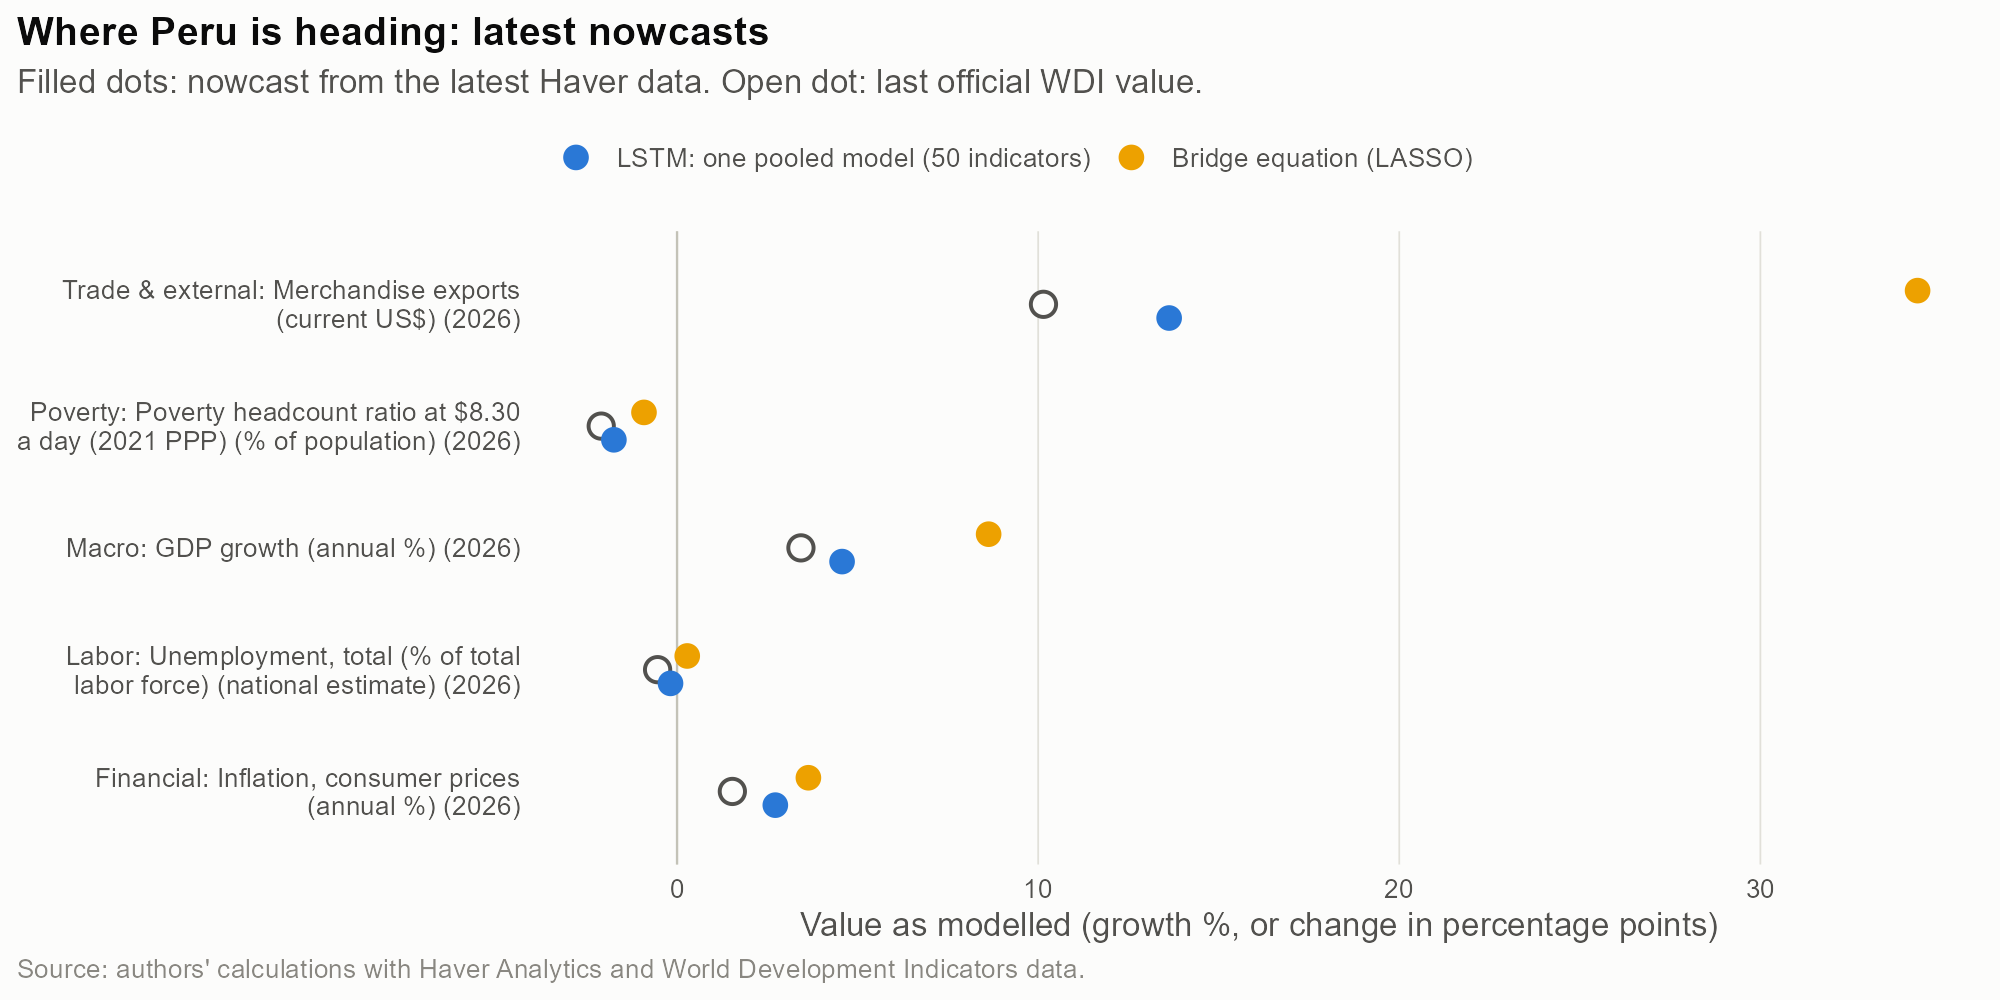 Where Peru is heading: latest nowcasts
Filled dots: nowcast from the latest Haver data. Open dot: last official WDI value.
LSTM: one pooled model (50 indicators)
Bridge equation (LASSO)
Trade & external: Merchandise exports
(current US$) (2026)
Poverty: Poverty headcount ratio at $8.30
a day (2021 PPP) (% of population) (2026)
Macro: GDP growth (annual %) (2026)
Labor: Unemployment, total (% of total
labor force) (national estimate) (2026)
Financial: Inflation, consumer prices
(annual %) (2026)
0
10
20
30
Value as modelled (growth %, or change in percentage points)
Source: authors' calculations with Haver Analytics and World Development Indicators data.